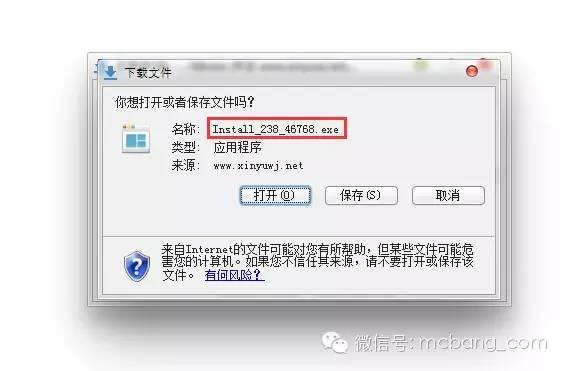 下载文件
你想打开或者保存文件吗?
名称: Install_238_46768.exe
类型: 应用程序
来源: www.xinyuwj.net
打开(O)
保存(S)
取消
来自Internet的文件可能对您有所帮助,但某些文件可能危
害您的计算机。如果您不信任其来源,请不要打开或保存该
文件。有何风险?
微信号: mcbang_com